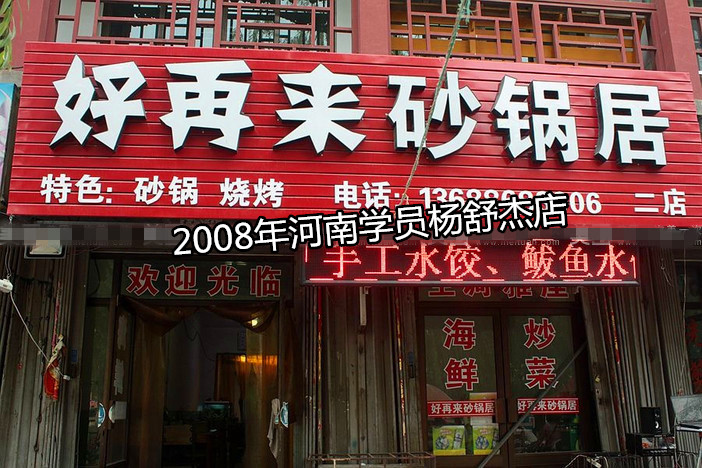 好再来砂锅居
特色: 砂锅 烧烤 电话: 二店
2008年河南学员杨舒杰店
欢迎光临
手工水饺、鲅鱼水
海鲜
炒菜
好再来砂锅居
好再来砂锅居